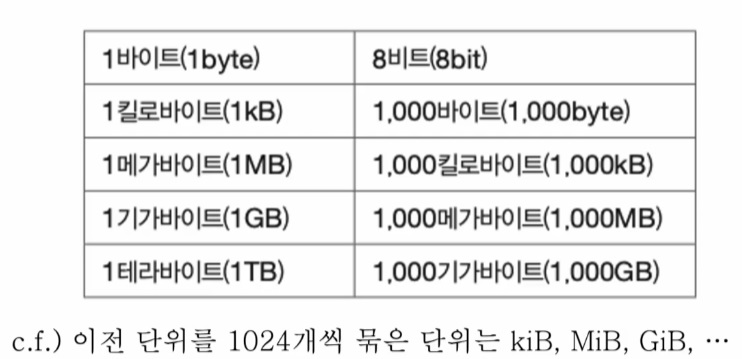 1바이트(1byte) 8비트(8bit)
1킬로바이트(1kB) 1,000바이트(1,000byte)
1메가바이트(1MB) 1,000킬로바이트(1,000kB)
1기가바이트(1GB) 1,000메가바이트(1,000MB)
1테라바이트(1TB) 1,000기가바이트(1,000GB)
c.f.) 이전 단위를 1024개씩 묶은 단위는 kiB, MiB, GiB, ⋯